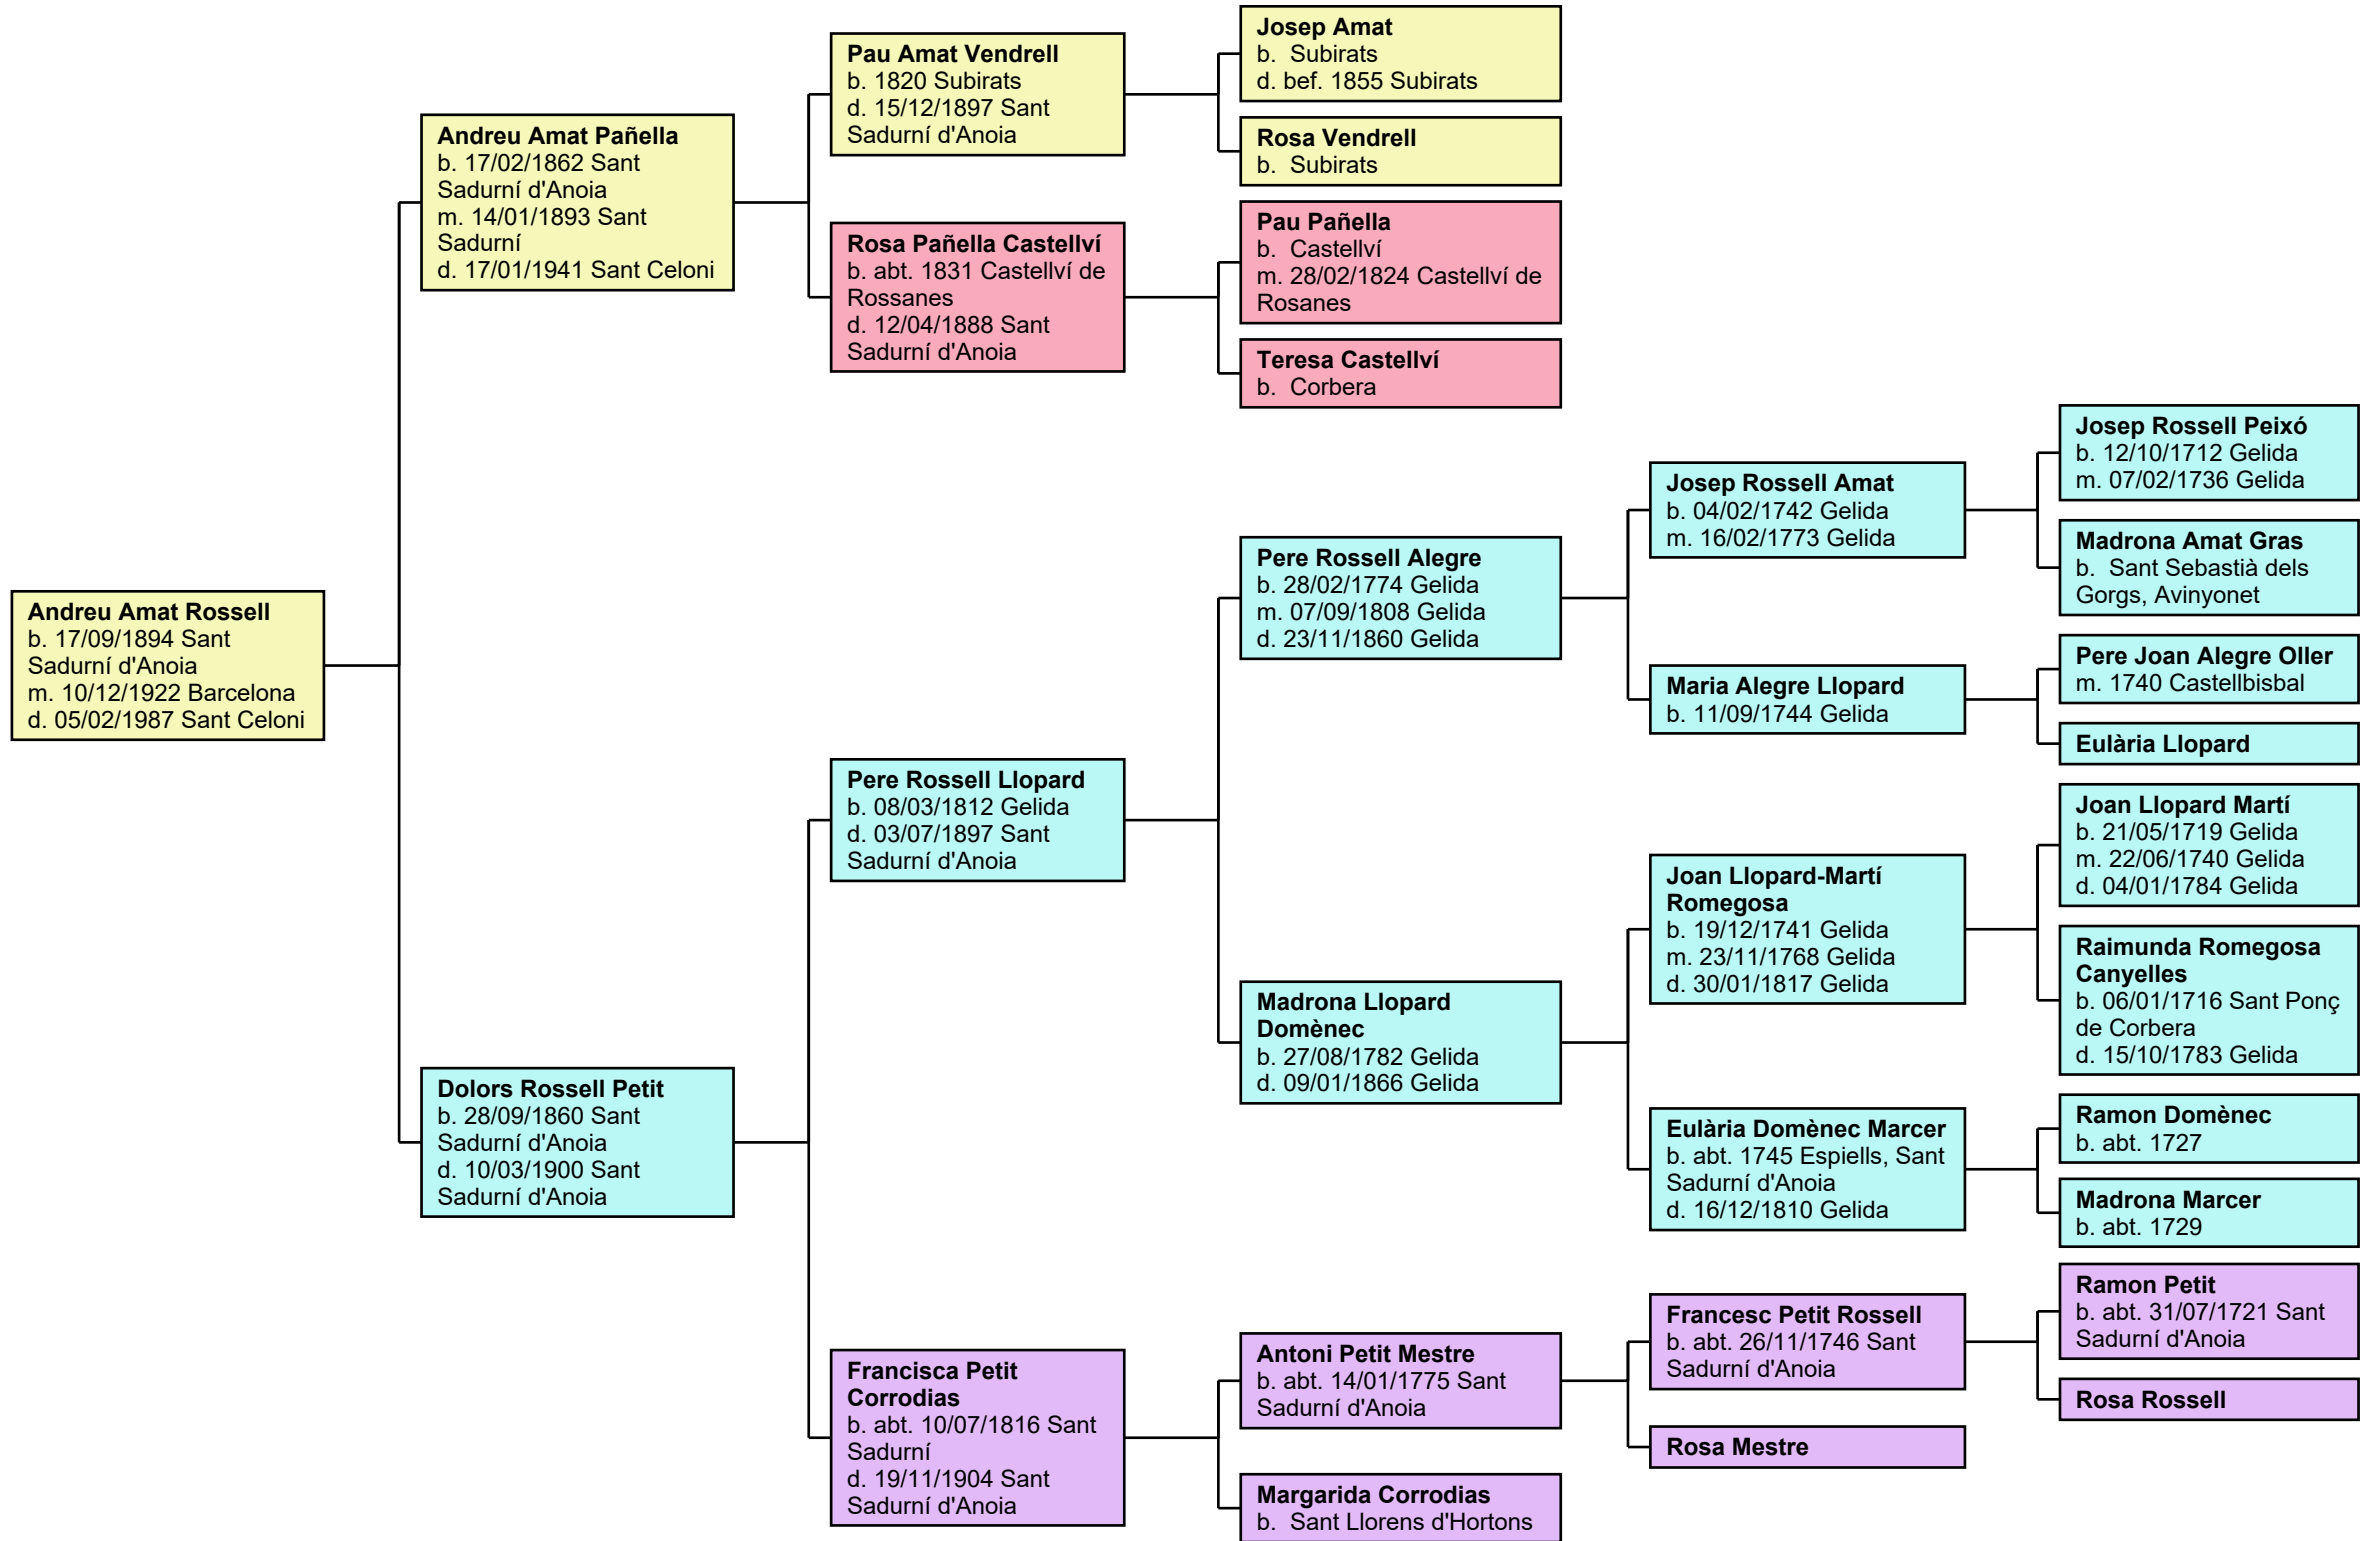 Josep Amat
b.  Subirats
d. bef. 1855 Subirats
Pau Amat Vendrell
b. 1820 Subirats
d. 15/12/1897 Sant
Sadurní d'Anoia
Rosa Vendrell
b.  Subirats
Andreu Amat Pañella
b. 17/02/1862 Sant
Sadurní d'Anoia
m. 14/01/1893 Sant
Sadurní
d. 17/01/1941 Sant Celoni
Pau Pañella
b.  Castellví
m. 28/02/1824 Castellví de
Rosanes
Rosa Pañella Castellví
b. abt. 1831 Castellví de
Rossanes
d. 12/04/1888 Sant
Sadurní d'Anoia
Teresa Castellví
b.  Corbera
Andreu Amat Rossell
b. 17/09/1894 Sant
Sadurní d'Anoia
m. 10/12/1922 Barcelona
d. 05/02/1987 Sant Celoni
Josep Rossell Peixó
b. 12/10/1712 Gelida
m. 07/02/1736 Gelida
Josep Rossell Amat
b. 04/02/1742 Gelida
m. 16/02/1773 Gelida
Madrona Amat Gras
b.  Sant Sebastià dels
Gorgs, Avinyonet
Pere Rossell Alegre
b. 28/02/1774 Gelida
m. 07/09/1808 Gelida
d. 23/11/1860 Gelida
Pere Joan Alegre Oller
m. 1740 Castellbisbal
Maria Alegre Llopard
b. 11/09/1744 Gelida
Eulària Llopard
Pere Rossell Llopard
b. 08/03/1812 Gelida
d. 03/07/1897 Sant
Sadurní d'Anoia
Joan Llopard Martí
b. 21/05/1719 Gelida
m. 22/06/1740 Gelida
d. 04/01/1784 Gelida
Joan Llopard-Martí
Romegosa
b. 19/12/1741 Gelida
m. 23/11/1768 Gelida
d. 30/01/1817 Gelida
Raimunda Romegosa
Canyelles
b. 06/01/1716 Sant Ponç
de Corbera
d. 15/10/1783 Gelida
Madrona Llopard
Domènec
b. 27/08/1782 Gelida
d. 09/01/1866 Gelida
Ramon Domènec
b. abt. 1727
Eulària Domènec Marcer
b. abt. 1745 Espiells, Sant
Sadurní d'Anoia
d. 16/12/1810 Gelida
Madrona Marcer
b. abt. 1729
Dolors Rossell Petit
b. 28/09/1860 Sant
Sadurní d'Anoia
d. 10/03/1900 Sant
Sadurní d'Anoia
Ramon Petit
b. abt. 31/07/1721 Sant
Sadurní d'Anoia
Francesc Petit Rossell
b. abt. 26/11/1746 Sant
Sadurní d'Anoia
Rosa Rossell
Antoni Petit Mestre
b. abt. 14/01/1775 Sant
Sadurní d'Anoia
Rosa Mestre
Francisca Petit
Corrodias
b. abt. 10/07/1816 Sant
Sadurní
d. 19/11/1904 Sant
Sadurní d'Anoia
Margarida Corrodias
b.  Sant Llorens d'Hortons